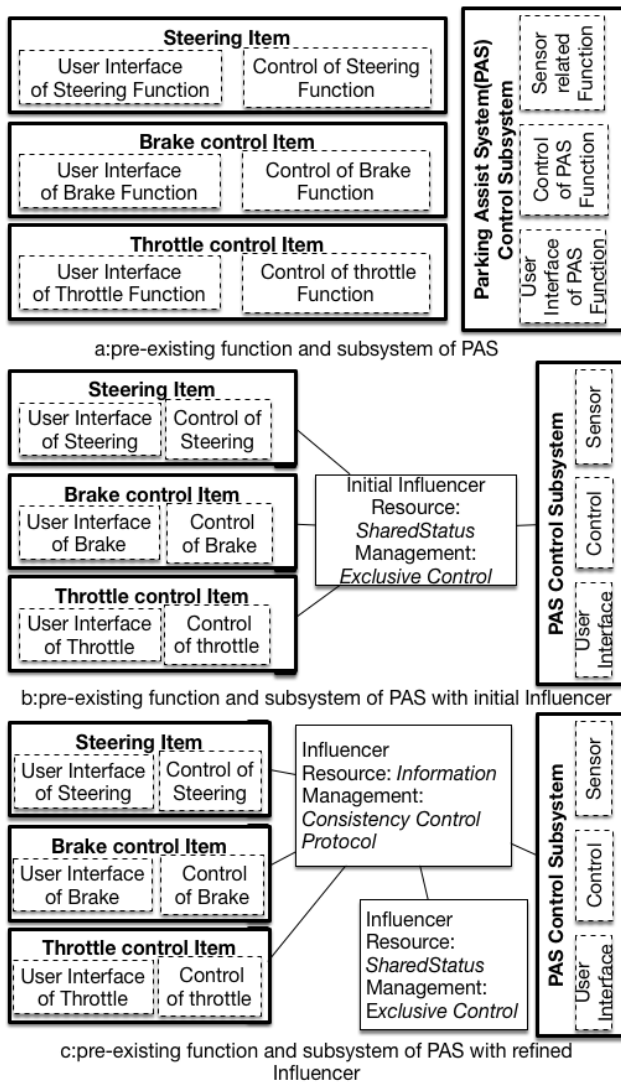 Steering Item
User Interface
of Steering Function
Control of Steering
Function
Brake control Item
User Interface
of Brake Function
Control of Brake
Function
Throttle control Item
User Interface
of Throttle Function
Control of throttle
Function
Parking Assist System(PAS)
Control Subsystem
Sensor
related
Function
Control
of PAS
Function
User
Interface
of PAS
Function
a:pre-existing function and subsystem of PAS
Steering Item
User Interface
of Steering
Control of
Steering
Brake control Item
User Interface
of Brake
Control
of Brake
Throttle control Item
User Interface
of Throttle
Control
of throttle
Initial Influencer
Resource:
SharedStatus
Management:
Exclusive Control
PAS Control Subsystem
Sensor
Control
User
Interface
b:pre-existing function and subsystem of PAS with initial Influencer
Steering Item
User Interface
of Steering
Control of
Steering
Brake control Item
User Interface
of Brake
Control
of Brake
Throttle control Item
User Interface
of Throttle
Control
of throttle
Influencer
Resource: Information
Management:
Consistency Control
Protocol
Influencer
Resource:
SharedStatus
Management:
Exclusive Control
PAS Control Subsystem
Sensor
Control
User
Interface
c:pre-existing function and subsystem of PAS with refined
Influencer